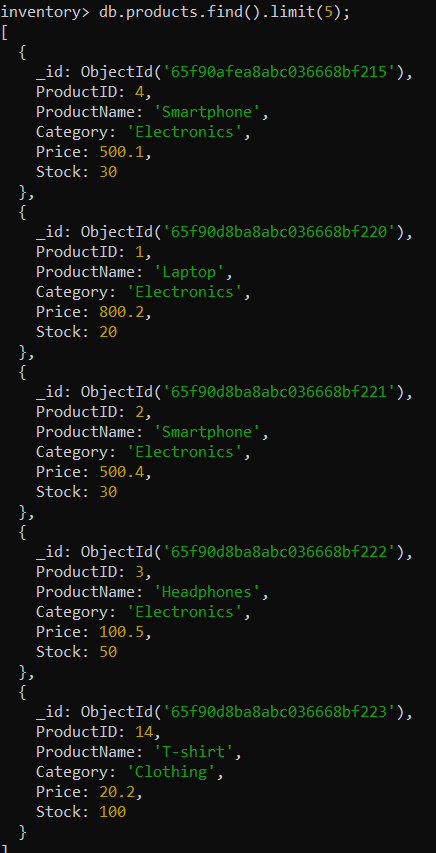 inventory> db.products.find().limit(5);
[
  {
    _id: ObjectId('65f90afea8abc036668bf215'),
    ProductID: 4,
    ProductName: 'Smartphone',
    Category: 'Electronics',
    Price: 500.1,
    Stock: 30
  },
  {
    _id: ObjectId('65f90d8ba8abc036668bf220'),
    ProductID: 1,
    ProductName: 'Laptop',
    Category: 'Electronics',
    Price: 800.2,
    Stock: 20
  },
  {
    _id: ObjectId('65f90d8ba8abc036668bf221'),
    ProductID: 2,
    ProductName: 'Smartphone',
    Category: 'Electronics',
    Price: 500.4,
    Stock: 30
  },
  {
    _id: ObjectId('65f90d8ba8abc036668bf222'),
    ProductID: 3,
    ProductName: 'Headphones',
    Category: 'Electronics',
    Price: 100.5,
    Stock: 50
  },
  {
    _id: ObjectId('65f90d8ba8abc036668bf223'),
    ProductID: 14,
    ProductName: 'T-shirt',
    Category: 'Clothing',
    Price: 20.2,
    Stock: 100
  }
]